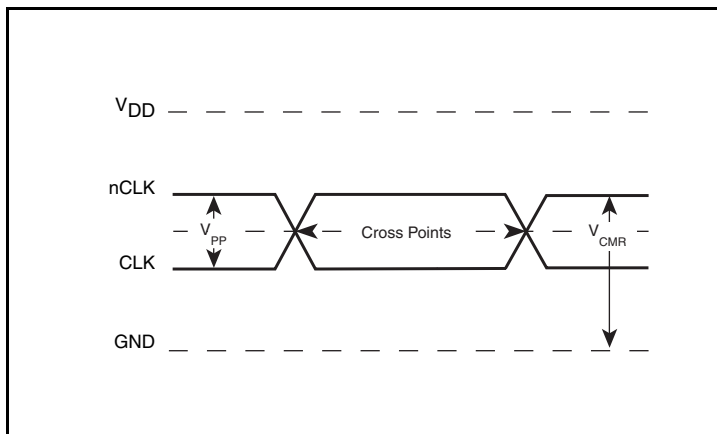 VDD
nCLK
VPP
Cross Points
VCMR
CLK
GND